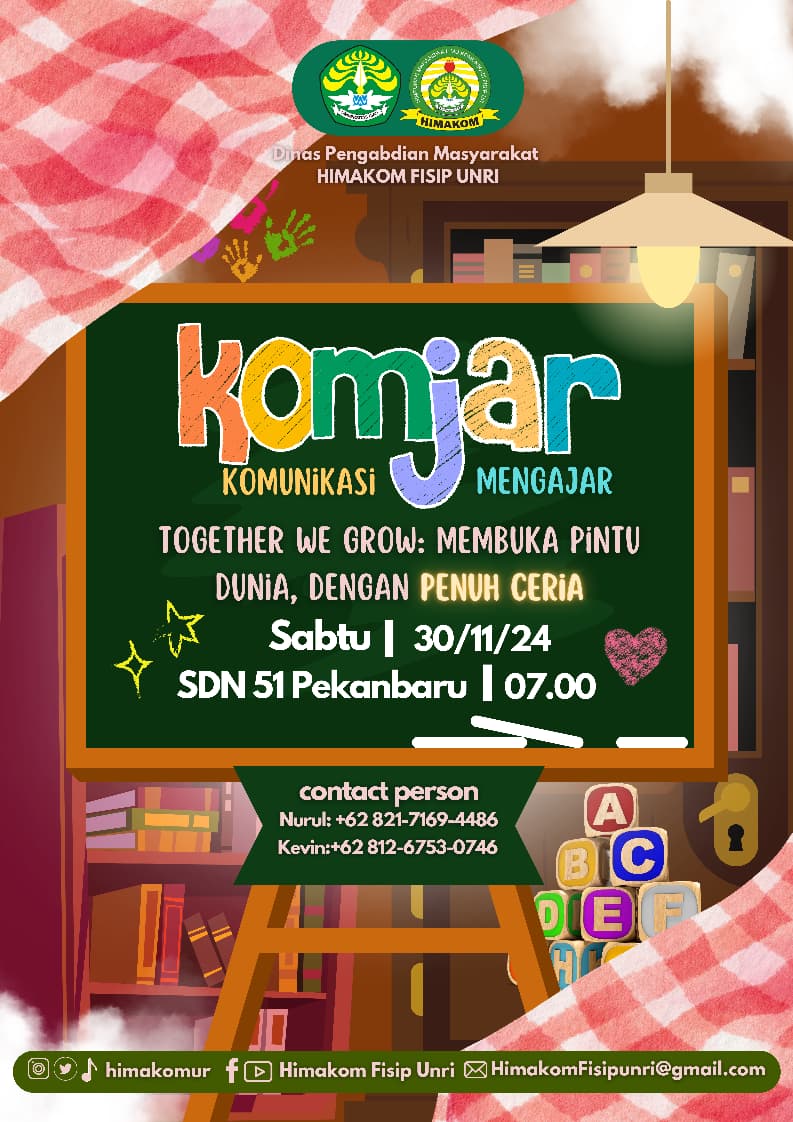 HIMAKOM
Dinas Pengabdian Masyarakat
HIMAKOM FISIP UNRI
komjar
KOMUNiKASi MENGAJAR
TOGETHER WE GROW: MEMBUKA PiNTU
DUNiA, DENGAN PENUH CERiA
Sabtu | 30/11/24
SDN 51 Pekanbaru | 07.00
contact person
Nurul: +62 821-7169-4486
Kevin:+62 812-6753-0746
A
B C
D E F
H
himakomur Himakom Fisip Unri HimakomFisipunri@gmail.com